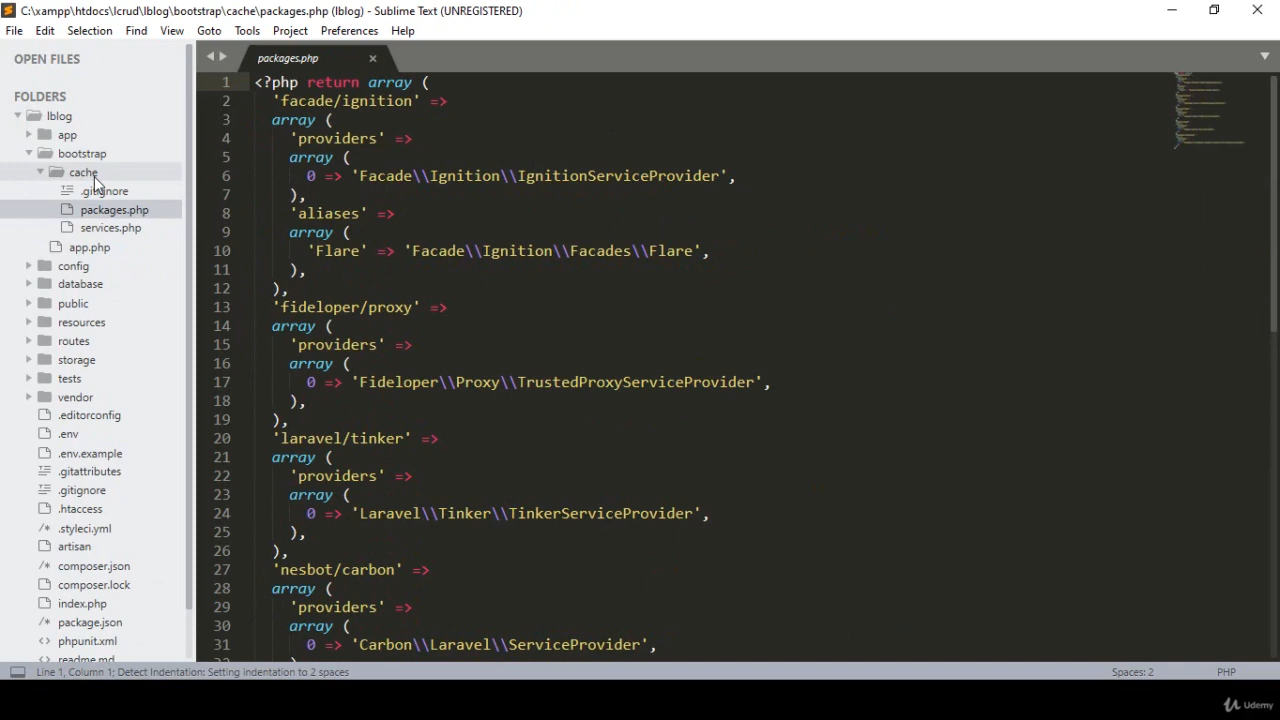 C:\xampp\htdocs\lcrud\lblog\bootstrap\cache\packages.php (lblog) - Sublime Text (UNREGISTERED)
File Edit Selection Find View Goto Tools Project Preferences Help
OPEN FILES
FOLDERS
lblog
app
bootstrap
cache
.gitignore
packages.php
services.php
app.php
config
database
public
resources
routes
storage
tests
vendor
.editorconfig
.env
.env.example
.gitattributes
.gitignore
.htaccess
.styleci.yml
artisan
composer.json
composer.lock
index.php
package.json
phpunit.xml
readme.md
packages.php
1 <?php return array (
2 'facade/ignition' =>
3 array (
4 'providers' =>
5 array (
6 0 => 'Facade\\Ignition\\IgnitionServiceProvider',
7 ),
8 'aliases' =>
9 array (
10 'Flare' => 'Facade\\Ignition\\Facades\\Flare',
11 ),
12 ),
13 'fideloper/proxy' =>
14 array (
15 'providers' =>
16 array (
17 0 => 'Fideloper\\Proxy\\TrustedProxyServiceProvider',
18 ),
19 ),
20 'laravel/tinker' =>
21 array (
22 'providers' =>
23 array (
24 0 => 'Laravel\\Tinker\\TinkerServiceProvider',
25 ),
26 ),
27 'nesbot/carbon' =>
28 array (
29 'providers' =>
30 array (
31 0 => 'Carbon\\Laravel\\ServiceProvider',
32 )
Line 1, Column 1; Detect Indentation: Setting indentation to 2 spaces
Spaces: 2
PHP
Udemy